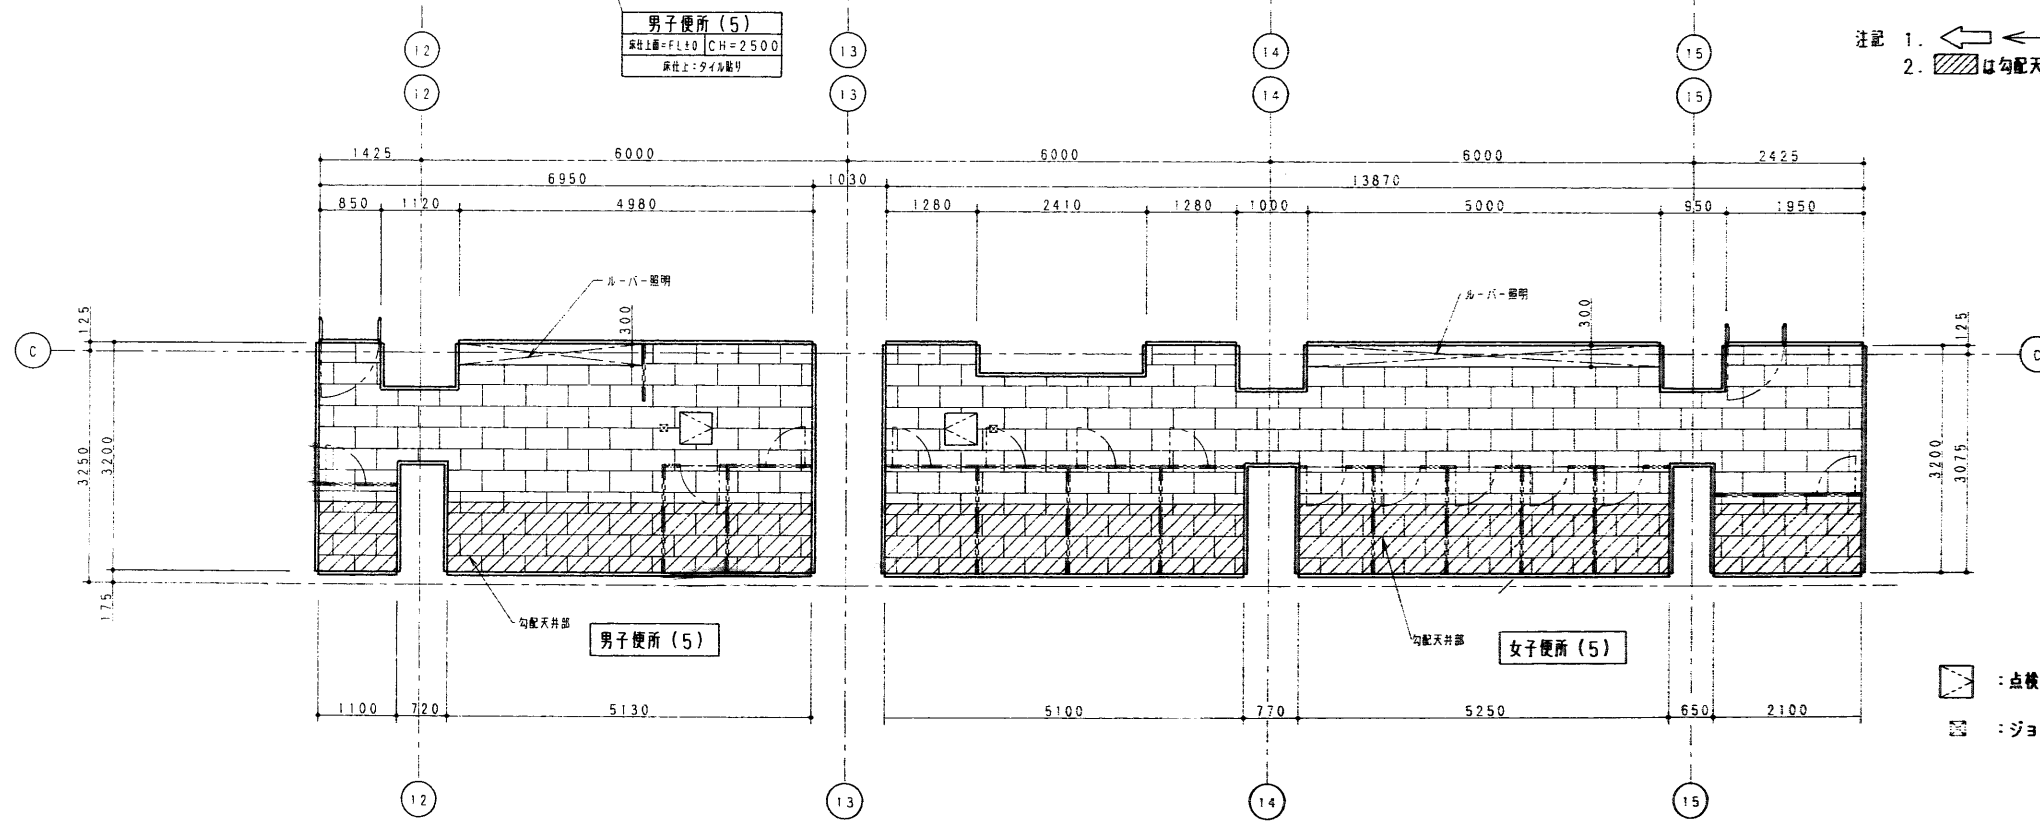 男子便所(5)
床仕上面=FL±0 CH=2500
床仕上:タイル貼り
12 13 14 15
12 13 14 15
注記 1.
2. は勾配天
1425 6000 6000 6000 2425
6950 1030 13870
850 1120 4980 1280 2410 1280 1000 5000 950 1950
ルーバー照明
300
ルーバー照明
300
125
125
C
C
3250
3200
3200
3075
175
勾配天井部
男子便所(5)
勾配天井部
女子便所(5)
:点検
:ジョ
1100 720 5130 5100 770 5250 650 2100
12 13 14 15